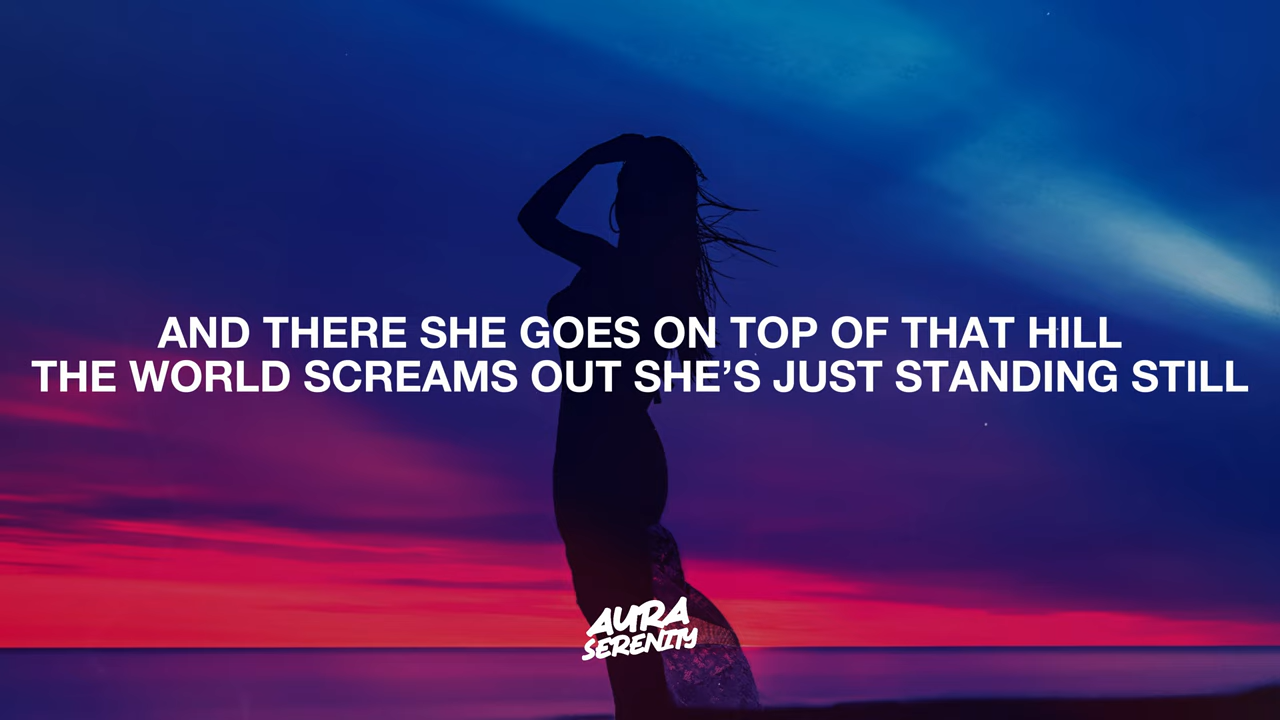 AND THERE SHE GOES ON TOP OF THAT HILL
THE WORLD SCREAMS OUT SHE’S JUST STANDING STILL
AURA
SERENITY